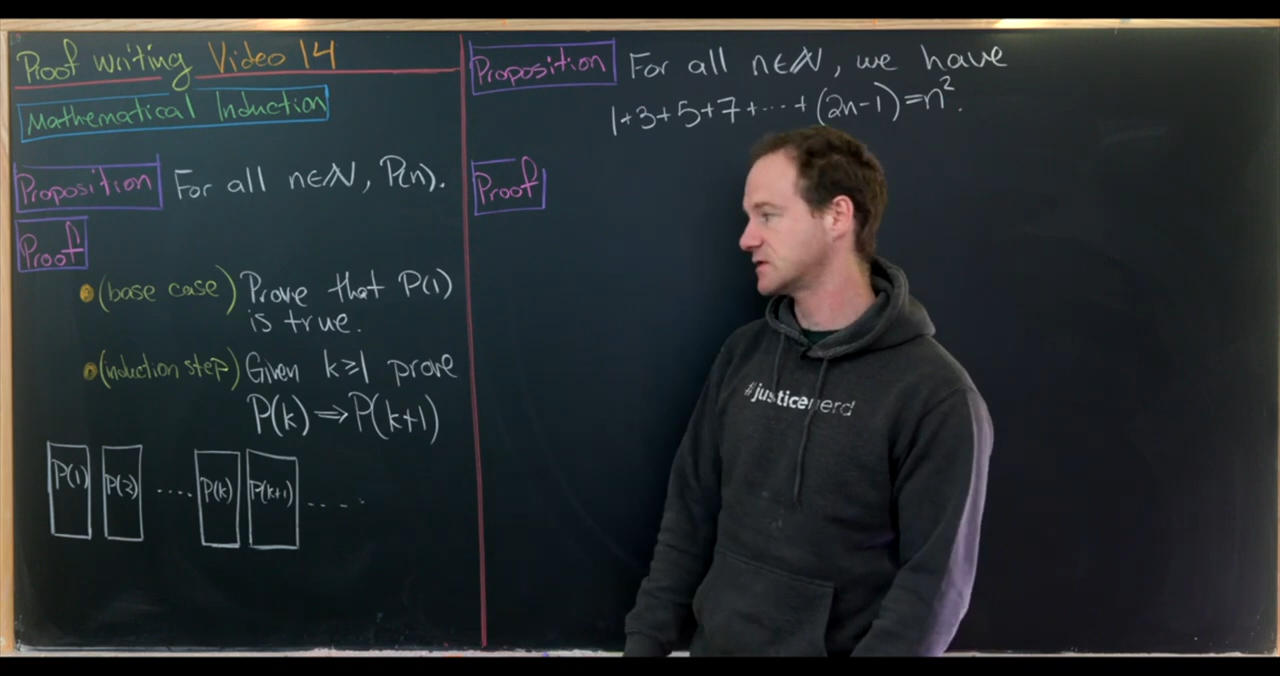 Proof writing Video 14
Mathematical Induction
Proposition For all n∈ℕ, P(n).
Proof
(base case) Prove that P(1)
is true.
(induction step) Given k≥1 prove
P(k)⟹P(k+1)
P(1) P(2) .... P(k) P(k+1) .....
Proposition For all n∈ℕ, we have
1+3+5+7+⋯+(2n-1)=n².
Proof
#justicenerd